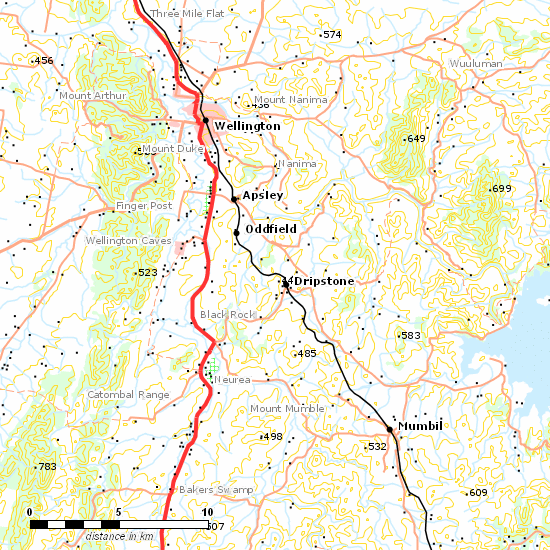 Three Mile Flat
574
456
Wuuluman
Mount Arthur
Mount Nanima
436
Wellington
649
Mount Duke
Nanima
699
Apsley
Finger Post
Oddfield
Wellington Caves
523
Dripstone
Black Rock
583
485
Neurea
Catombal Range
Mount Mumble
Mumbil
498
532
783
Bakers Swamp
609
0 5 10
507
distance in km